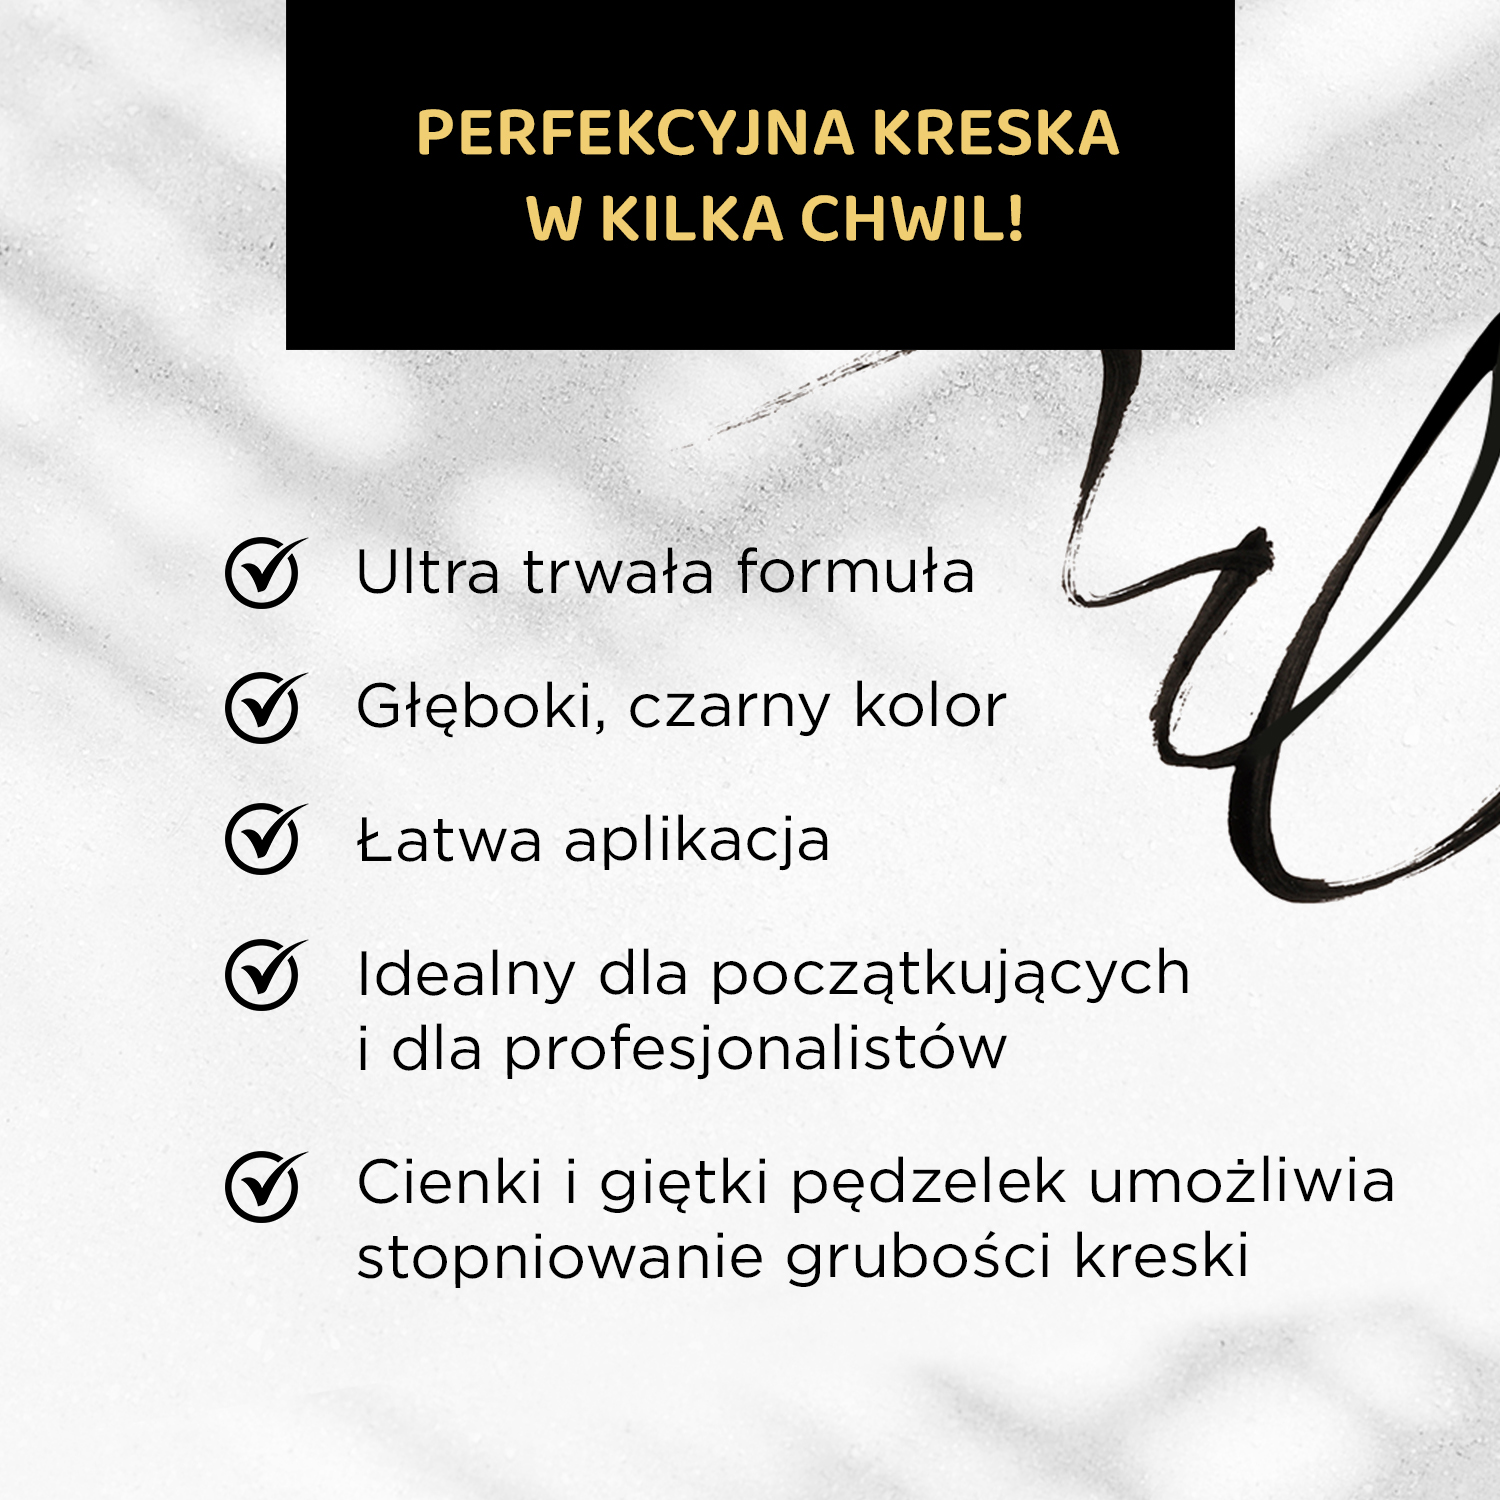 PERFEKCYJNA KRESKA
W KILKA CHWIL!
Ultra trwała formuła
Głęboki, czarny kolor
Łatwa aplikacja
Idealny dla początkujących
i dla profesjonalistów
Cienki i giętki pędzelek umożliwia
stopniowanie grubości kreski